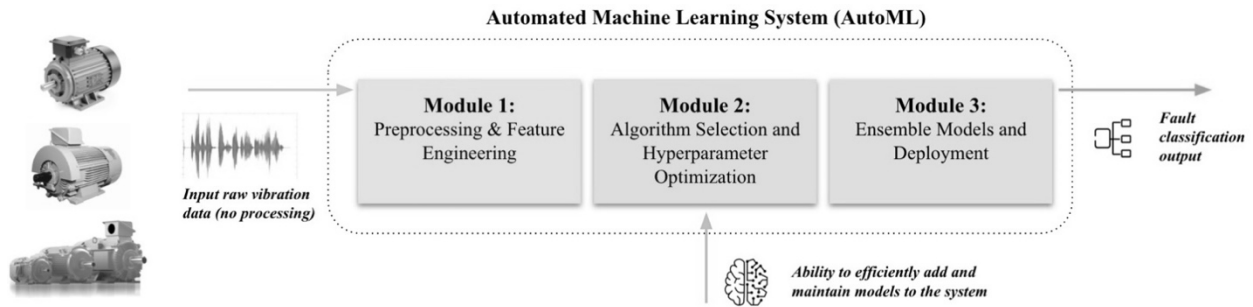 Automated Machine Learning System (AutoML)
Input raw vibration
data (no processing)
Module 1:
Preprocessing & Feature
Engineering
Module 2:
Algorithm Selection and
Hyperparameter
Optimization
Module 3:
Ensemble Models and
Deployment
Fault
classification
output
Ability to efficiently add and
maintain models to the system